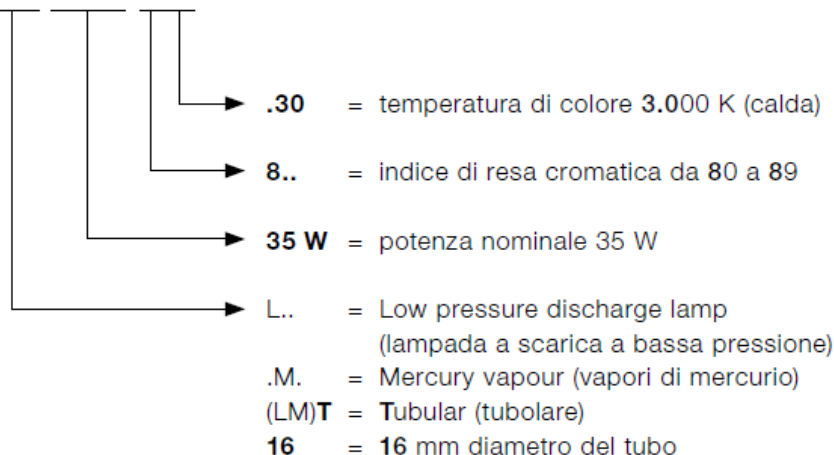 .30 = temperatura di colore 3.000 K (calda)
8.. = indice di resa cromatica da 80 a 89
35 W = potenza nominale 35 W
L.. = Low pressure discharge lamp
(lampada a scarica a bassa pressione)
.M. = Mercury vapour (vapori di mercurio)
(LM)T = Tubular (tubolare)
16 = 16 mm diametro del tubo